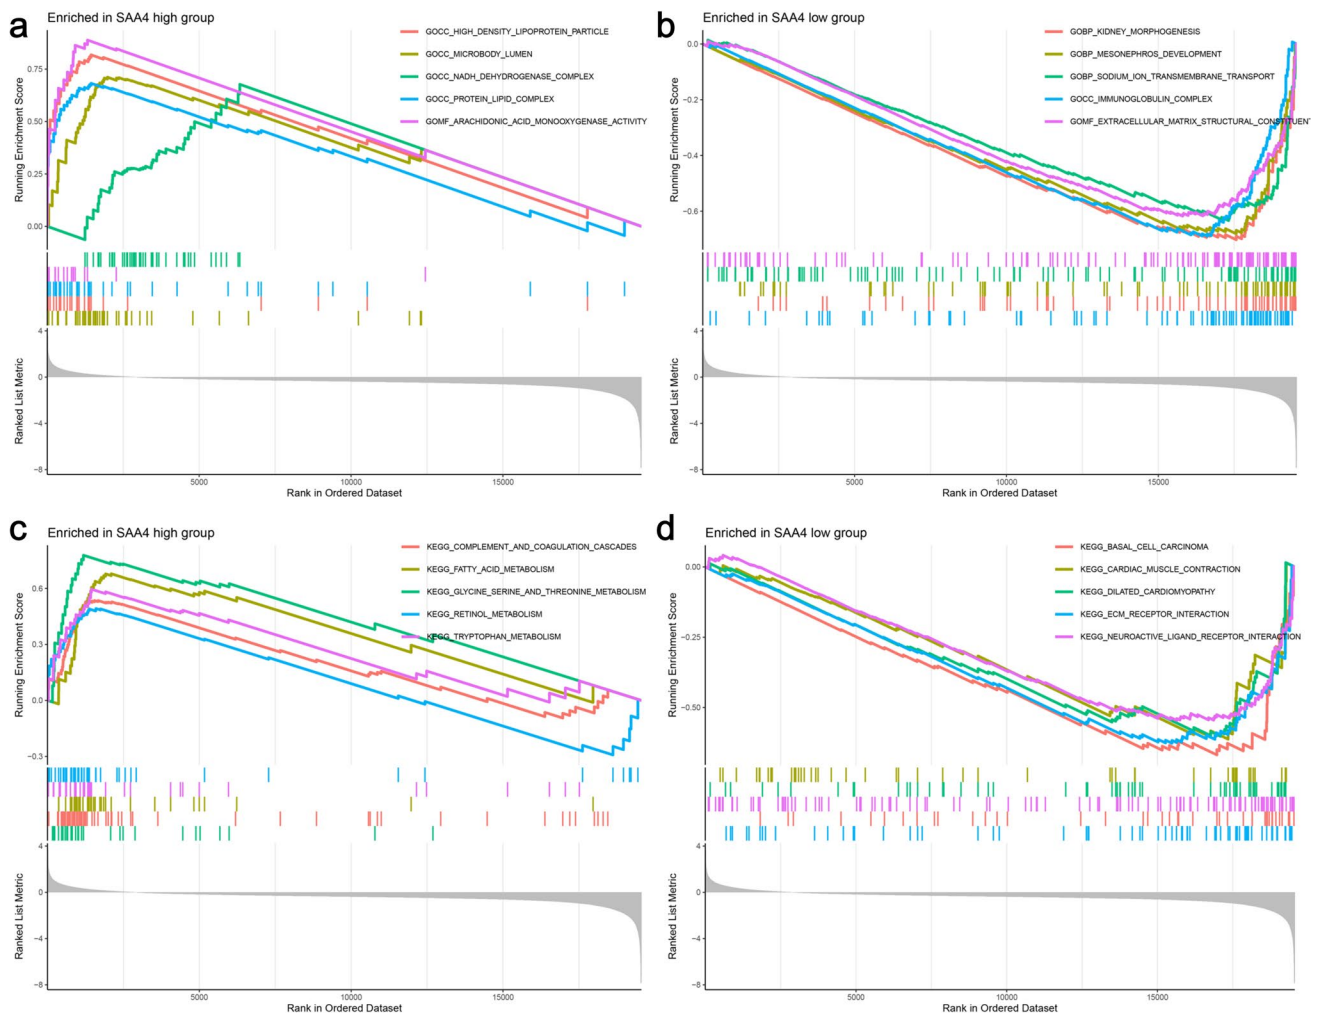 a
Enriched in SAA4 high group
GOCC_HIGH_DENSITY_LIPOPROTEIN_PARTICLE
GOCC_MICROBODY_LUMEN
GOCC_NADH_DEHYDROGENASE_COMPLEX
GOCC_PROTEIN_LIPID_COMPLEX
GOMF_ARACHIDONIC_ACID_MONOOXYGENASE_ACTIVITY
Running Enrichment Score
0.75
0.50
0.25
0.00
Ranked List Metric
4
0
−4
−8
5000
10000
15000
Rank in Ordered Dataset
b
Enriched in SAA4 low group
GOBP_KIDNEY_MORPHOGENESIS
GOBP_MESONEPHROS_DEVELOPMENT
GOBP_SODIUM_ION_TRANSMEMBRANE_TRANSPORT
GOCC_IMMUNOGLOBULIN_COMPLEX
GOMF_EXTRACELLULAR_MATRIX_STRUCTURAL_CONSTITUEN
Running Enrichment Score
0.0
−0.2
−0.4
−0.6
Ranked List Metric
4
0
−4
−8
5000
10000
15000
Rank in Ordered Dataset
c
Enriched in SAA4 high group
KEGG_COMPLEMENT_AND_COAGULATION_CASCADES
KEGG_FATTY_ACID_METABOLISM
KEGG_GLYCINE_SERINE_AND_THREONINE_METABOLISM
KEGG_RETINOL_METABOLISM
KEGG_TRYPTOPHAN_METABOLISM
Running Enrichment Score
0.6
0.3
0.0
−0.3
Ranked List Metric
4
0
−4
−8
5000
10000
15000
Rank in Ordered Dataset
d
Enriched in SAA4 low group
KEGG_BASAL_CELL_CARCINOMA
KEGG_CARDIAC_MUSCLE_CONTRACTION
KEGG_DILATED_CARDIOMYOPATHY
KEGG_ECM_RECEPTOR_INTERACTION
KEGG_NEUROACTIVE_LIGAND_RECEPTOR_INTERACTION
Running Enrichment Score
0.00
−0.25
−0.50
Ranked List Metric
4
0
−4
−8
5000
10000
15000
Rank in Ordered Dataset